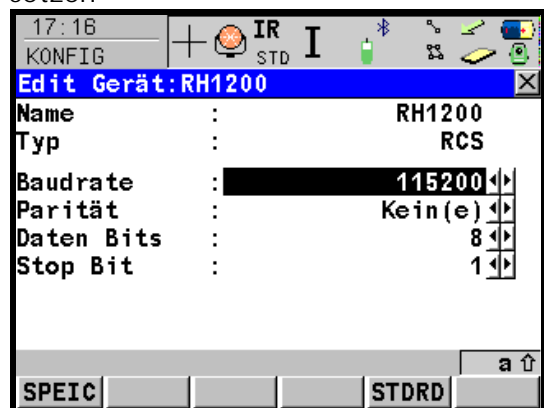 17:16
KONFIG
IR
STD
I
Edit Gerät:RH1200
Name : RH1200
Typ : RCS
Baudrate : 115200
Parität : Kein(e)
Daten Bits : 8
Stop Bit : 1
a
SPEIC STDRD